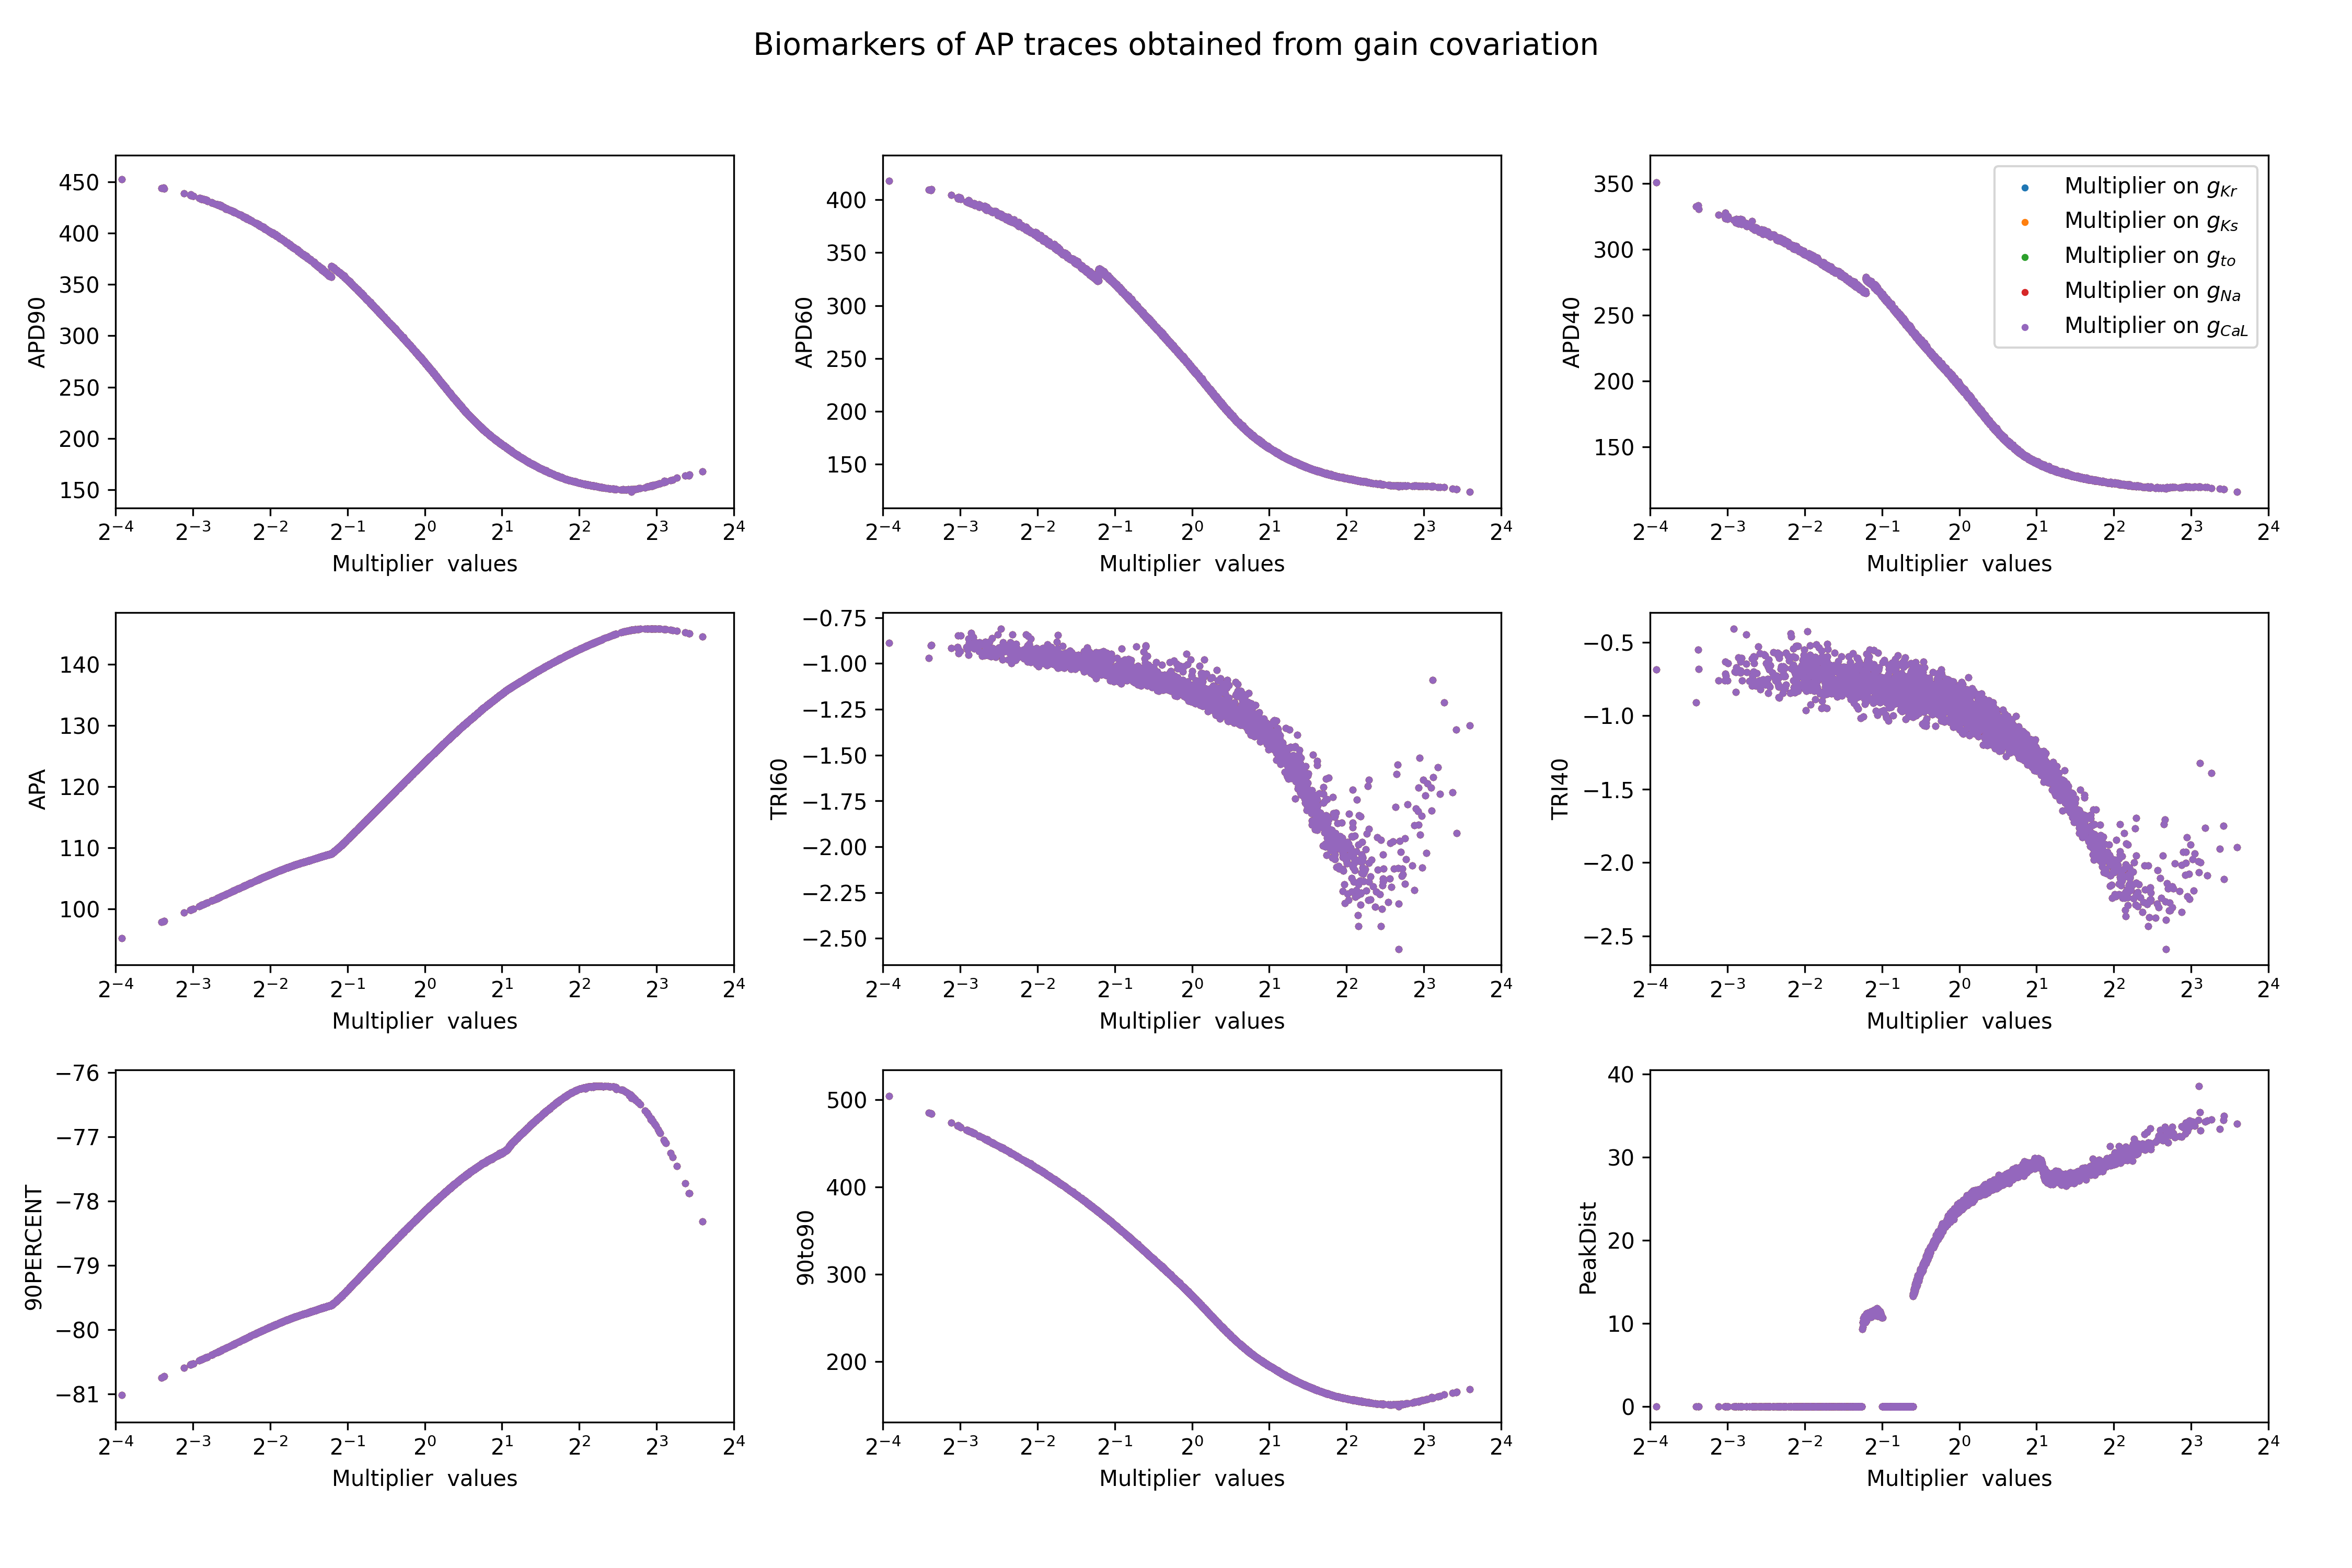 Biomarkers of AP traces obtained from gain covariation
450
400
350
300
250
200
150
APD90
2⁻⁴ 2⁻³ 2⁻² 2⁻¹ 2⁰ 2¹ 2² 2³ 2⁴
Multiplier values
400
350
300
250
200
150
APD60
2⁻⁴ 2⁻³ 2⁻² 2⁻¹ 2⁰ 2¹ 2² 2³ 2⁴
Multiplier values
350
300
250
200
150
APD40
Multiplier on g_Kr
Multiplier on g_Ks
Multiplier on g_to
Multiplier on g_Na
Multiplier on g_CaL
2⁻⁴ 2⁻³ 2⁻² 2⁻¹ 2⁰ 2¹ 2² 2³ 2⁴
Multiplier values
140
130
120
110
100
APA
2⁻⁴ 2⁻³ 2⁻² 2⁻¹ 2⁰ 2¹ 2² 2³ 2⁴
Multiplier values
−0.75
−1.00
−1.25
−1.50
−1.75
−2.00
−2.25
−2.50
TRI60
2⁻⁴ 2⁻³ 2⁻² 2⁻¹ 2⁰ 2¹ 2² 2³ 2⁴
Multiplier values
−0.5
−1.0
−1.5
−2.0
−2.5
TRI40
2⁻⁴ 2⁻³ 2⁻² 2⁻¹ 2⁰ 2¹ 2² 2³ 2⁴
Multiplier values
−76
−77
−78
−79
−80
−81
90PERCENT
2⁻⁴ 2⁻³ 2⁻² 2⁻¹ 2⁰ 2¹ 2² 2³ 2⁴
Multiplier values
500
400
300
200
90to90
2⁻⁴ 2⁻³ 2⁻² 2⁻¹ 2⁰ 2¹ 2² 2³ 2⁴
Multiplier values
40
30
20
10
0
PeakDist
2⁻⁴ 2⁻³ 2⁻² 2⁻¹ 2⁰ 2¹ 2² 2³ 2⁴
Multiplier values